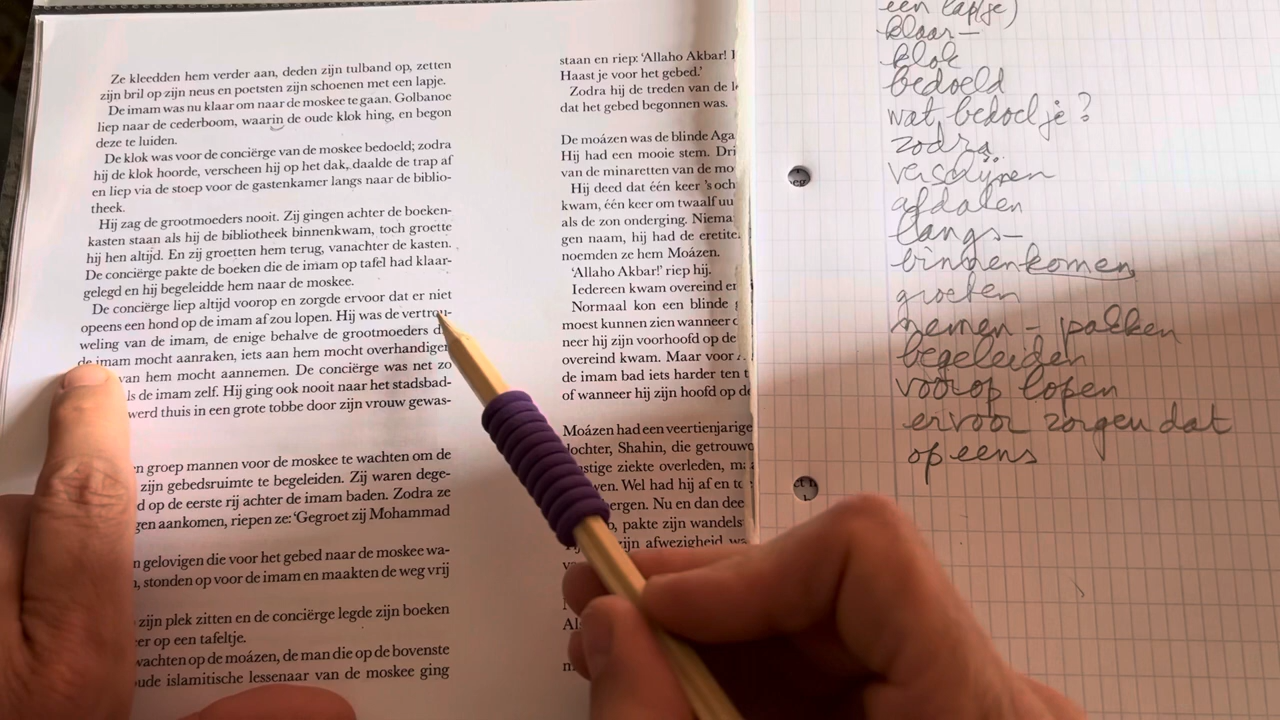 Ze kleedden hem verder aan, deden zijn tulband op, zetten
zijn bril op zijn neus en poetsten zijn schoenen met een lapje.
De imam was nu klaar om naar de moskee te gaan. Golbanoe
liep naar de cederboom, waarin de oude klok hing, en begon
deze te luiden.
De klok was voor de conciërge van de moskee bedoeld; zodra
hij de klok hoorde, verscheen hij op het dak, daalde de trap af
en liep via de stoep voor de gastenkamer langs naar de biblio-
theek.
Hij zag de grootmoeders nooit. Zij gingen achter de boeken-
kasten staan als hij de bibliotheek binnenkwam, toch groette
hij hen altijd. En zij groetten hem terug, vanachter de kasten.
De conciërge pakte de boeken die de imam op tafel had klaar-
gelegd en hij begeleidde hem naar de moskee.
De conciërge liep altijd voorop en zorgde ervoor dat er niet
opeens een hond op de imam af zou lopen. Hij was de vertrou-
weling van de imam, de enige behalve de grootmoeders
de imam mocht aanraken, iets aan hem mocht overhandigen
van hem mocht aannemen. De conciërge was net zo
ls de imam zelf. Hij ging ook nooit naar het stadsbad-
werd thuis in een grote tobbe door zijn vrouw gewas-
n groep mannen voor de moskee te wachten om de
zijn gebedsruimte te begeleiden. Zij waren dege-
d op de eerste rij achter de imam baden. Zodra ze
gen aankomen, riepen ze: 'Gegroet zij Mohammad
n gelovigen die voor het gebed naar de moskee wa-
, stonden op voor de imam en maakten de weg vrij
zijn plek zitten en de conciërge legde zijn boeken
er op een tafeltje.
wachten op de moázen, de man die op de bovenste
oude islamitische lessenaar van de moskee ging
staan en riep: 'Allaho Akbar!
Haast je voor het gebed.'
Zodra hij de treden van de
dat het gebed begonnen was.
De moázen was de blinde Aga
Hij had een mooie stem. Dri
van de minaretten van de mo
Hij deed dat één keer 's och
kwam, één keer om twaalf uu
als de zon onderging. Niema
gen naam, hij had de eretite
noemden ze hem Moázen.
'Allaho Akbar!' riep hij.
Iedereen kwam overeind en
Normaal kon een blinde
moest kunnen zien wanneer
neer hij zijn voorhoofd op de
overeind kwam. Maar voor
de imam bad iets harder ten
of wanneer hij zijn hoofd op de
Moázen had een veertienjarige
dochter, Shahin, die getrouwd
stige ziekte overleden, ma
wen. Wel had hij af en to
bergen. Nu en dan dee
, pakte zijn wandels
zijn afwezigheid wa
een lap(je)
klaar-
klok
bedoeld
wat bedoel je?
zodra
verschijnen
afdalen
langs-
binnenkomen
groeten
nemen - pakken
begeleiden
voorop lopen
ervoor zorgen dat
opeens